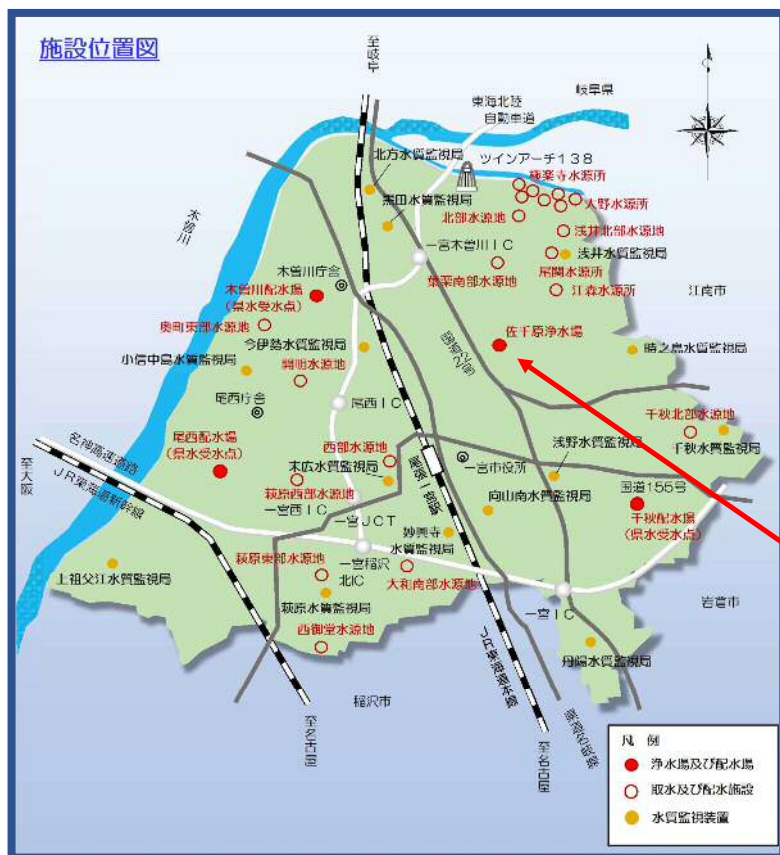 施設位置図
至岐阜
東海北陸
自動車道
岐阜県
ツインアーチ138
北方水質監視局
黒田水質監視局
極楽寺水源所
大野水源所
北部水源地
浅井北部水源地
浅井水質監視局
尾関水源所
江森水源所
江南市
木曽川
一宮木曽川IC
葉栗南部水源地
木曽川庁舎
木曽川配水場
(県水受水点)
奥町東部水源地
今伊勢水質監視局
小信中島水質監視局
開明水源地
佐千原浄水場
時之島水質監視局
尾西庁舎
尾西IC
千秋北部水源地
千秋水質監視局
名神高速道路
JR東海道新幹線
至大阪
尾西配水場
(県水受水点)
西部水源地
末広水質監視局
萩原西部水源地
一宮西IC
一宮JCT
一宮市役所
浅野水質監視局
向山南水質監視局
国道155号
千秋配水場
(県水受水点)
妙興寺
水質監視局
上祖父江水質監視局
萩原東部水源地
一宮稲沢
北IC
大和南部水源地
萩原水質監視局
西御堂水源地
一宮IC
岩倉市
丹陽水質監視局
稲沢市
至名古屋
至名古屋
凡例
浄水場及び配水場
取水及び配水施設
水質監視装置